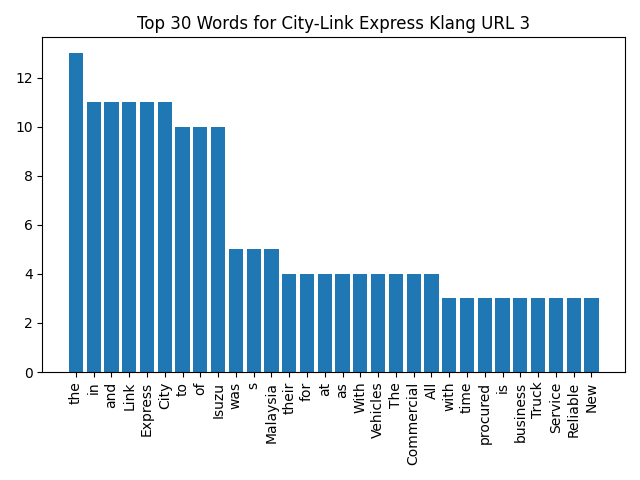 Top 30 Words for City-Link Express Klang URL 3
12
10
8
6
4
2
0
the
in
and
Link
Express
City
to
of
Isuzu
was
s
Malaysia
their
for
at
as
With
Vehicles
The
Commercial
All
with
time
procured
is
business
Truck
Service
Reliable
New